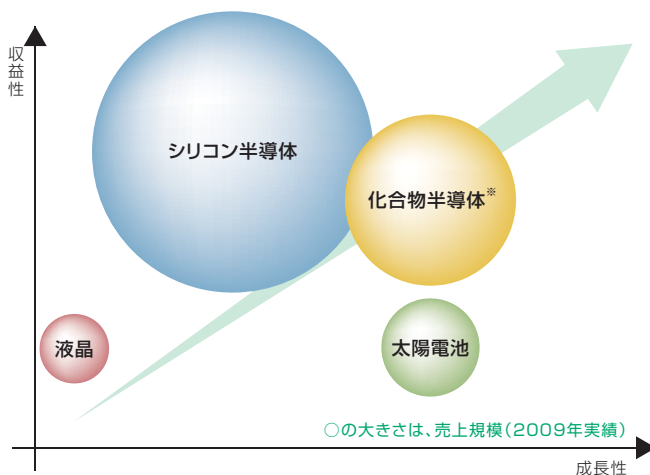 収益性
シリコン半導体
化合物半導体※
液晶
太陽電池
○の大きさは、売上規模(2009年実績)
成長性